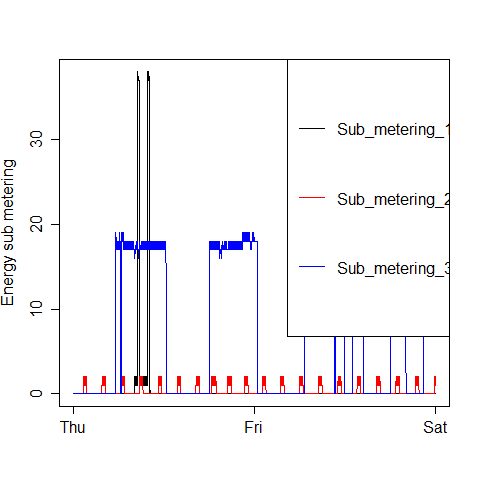 Energy sub metering
30
20
10
0
Sub_metering_1
Sub_metering_2
Sub_metering_3
Thu
Fri
Sat